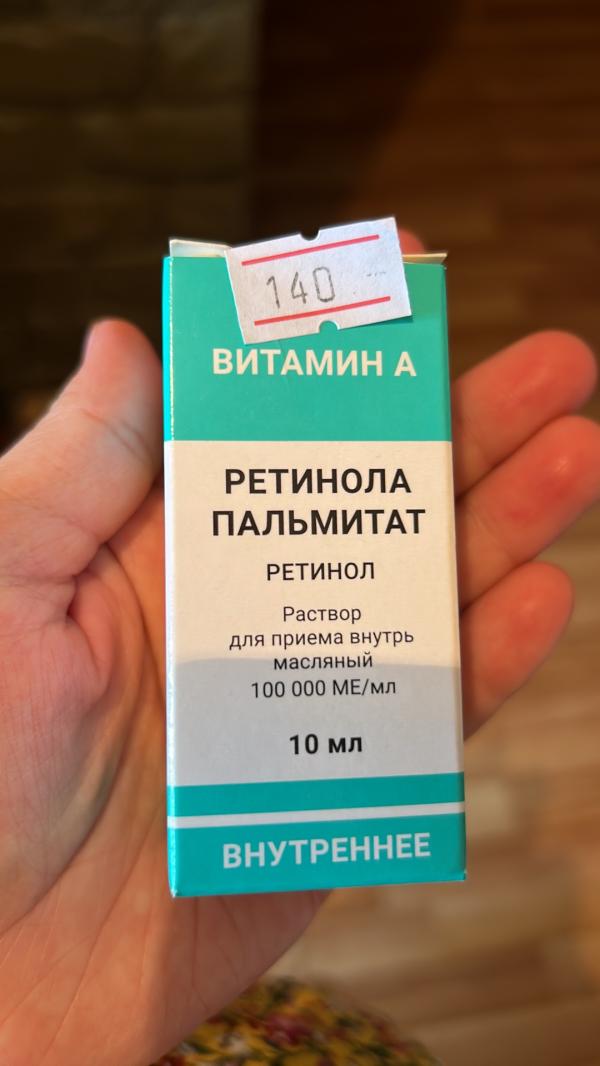 140
ВИТАМИН А
РЕТИНОЛА
ПАЛЬМИТАТ
РЕТИНОЛ
Раствор
для приема внутрь
масляный
100 000 МЕ/мл
10 мл
ВНУТРЕННЕЕ